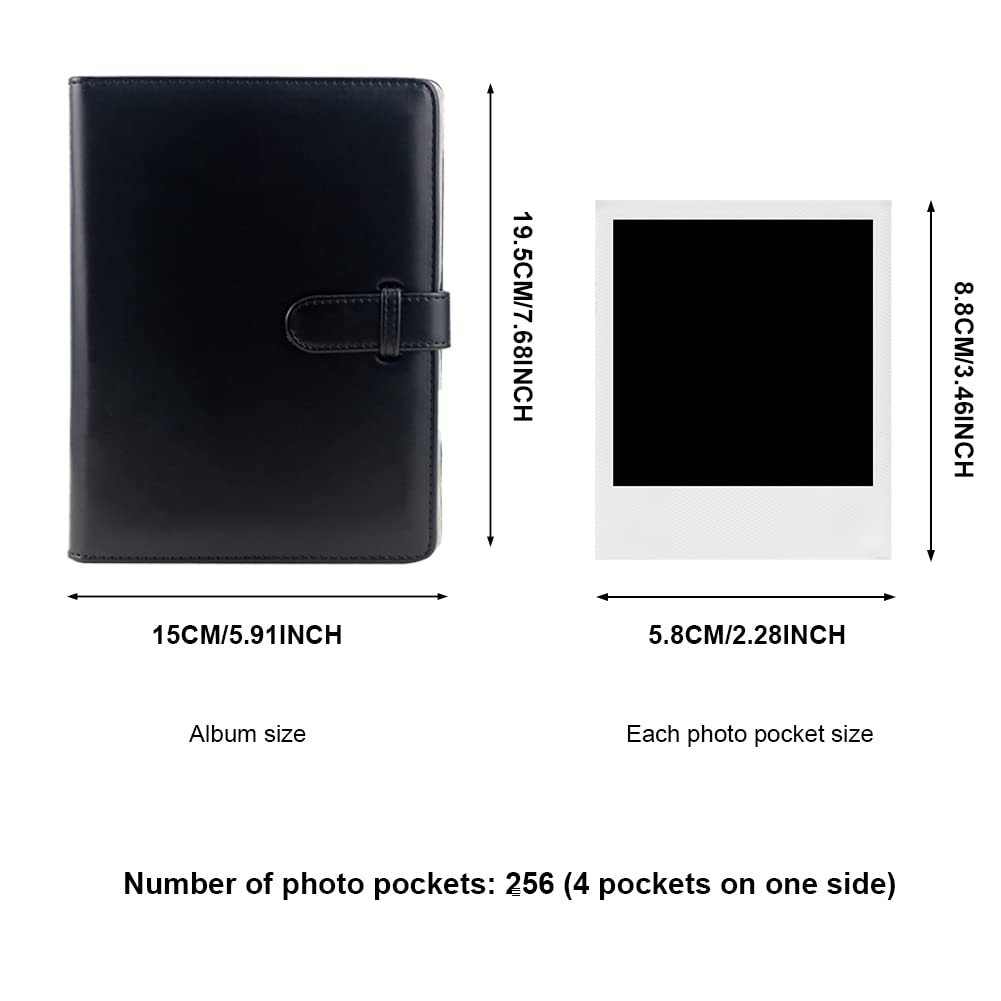 19.5CM/7.68INCH
8.8CM/3.46INCH
15CM/5.91INCH
5.8CM/2.28INCH
Album size
Each photo pocket size
Number of photo pockets: 256 (4 pockets on one side)